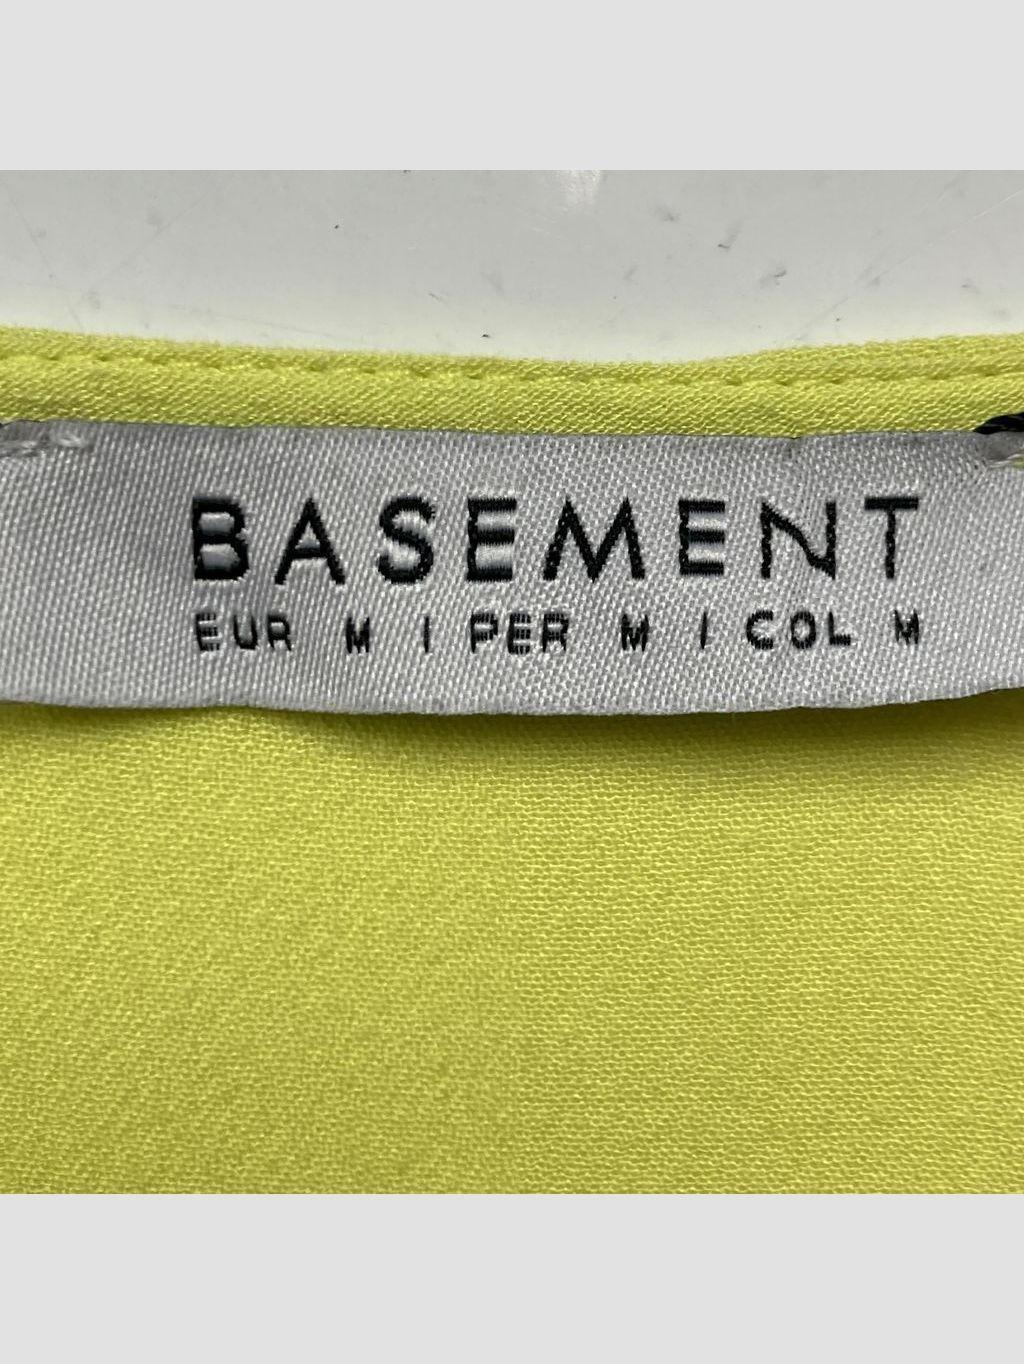 BASEMENT
EUR M | PER M | COL M